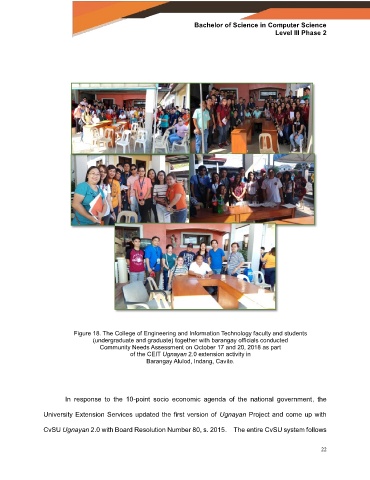 Bachelor of Science in Computer Science
Level III Phase 2
Figure 18. The College of Engineering and Information Technology faculty and students
(undergraduate and graduate) together with barangay officials conducted
Community Needs Assessment on October 17 and 20, 2018 as part
of the CEIT Ugnayan 2.0 extension activity in
Barangay Alulod, Indang, Cavite.
In response to the 10-point socio economic agenda of the national government, the
University Extension Services updated the first version of Ugnayan Project and come up with
CvSU Ugnayan 2.0 with Board Resolution Number 80, s. 2015. The entire CvSU system follows
22